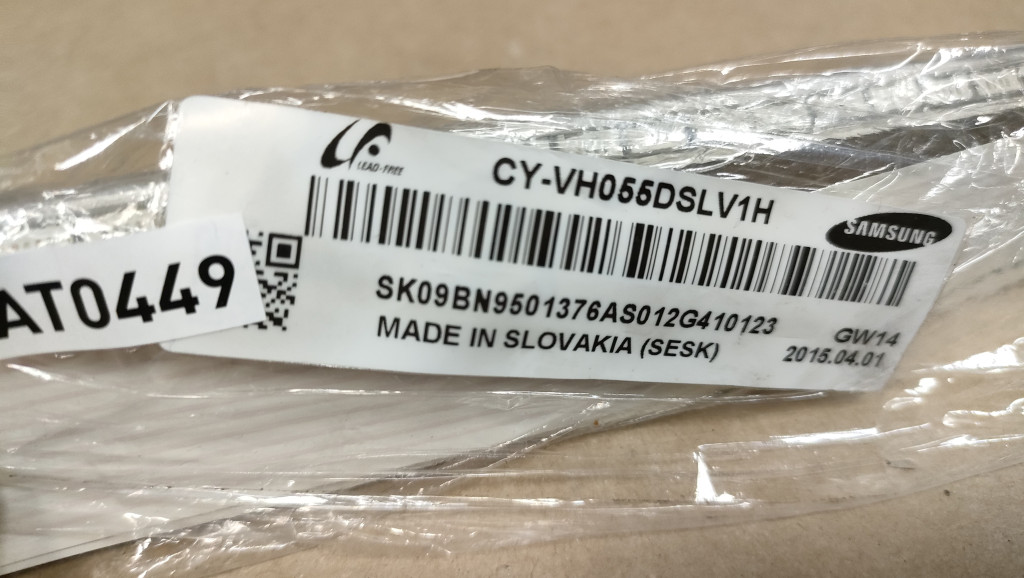 LEAD-FREE
CY-VH055DSLV1H
SAMSUNG
AT0449
SK09BN9501376AS012G410123
MADE IN SLOVAKIA (SESK)
GW14
2015.04.01